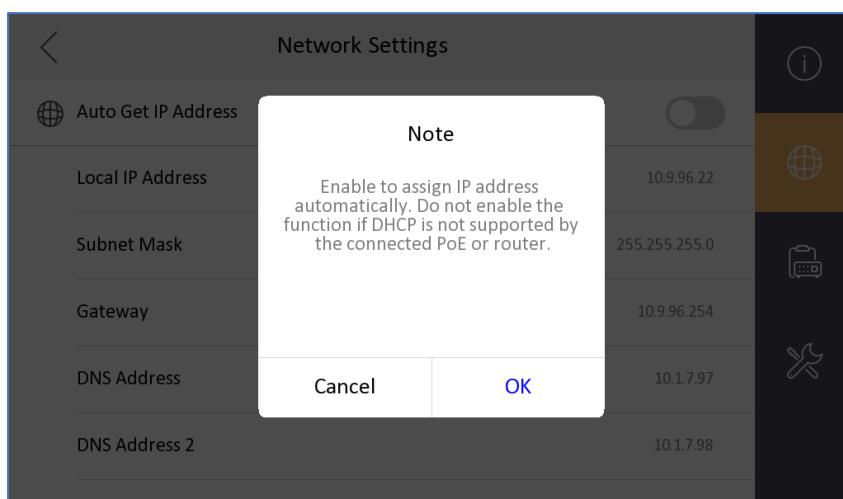 Network Settings
Auto Get IP Address
Note
Enable to assign IP address
automatically. Do not enable the
function if DHCP is not supported by
the connected PoE or router.
Cancel
OK
Local IP Address
10.9.96.22
Subnet Mask
255.255.255.0
Gateway
10.9.96.254
DNS Address
10.1.7.97
DNS Address 2
10.1.7.98